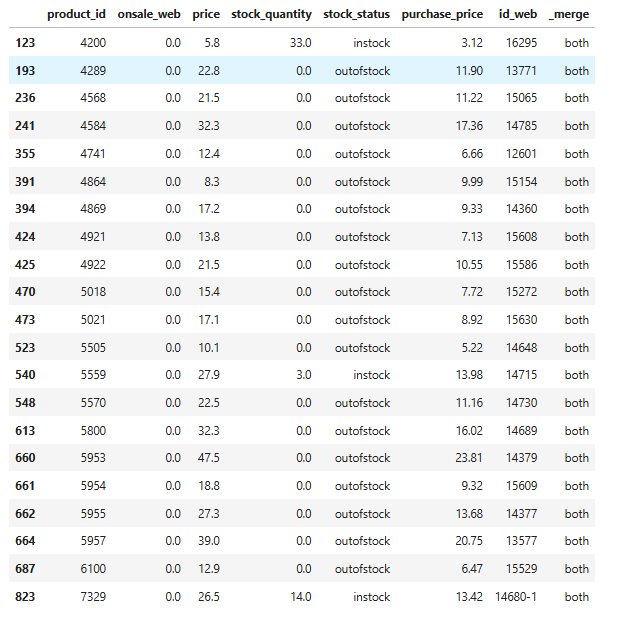 product_id onsale_web price stock_quantity stock_status purchase_price id_web _merge
123 4200 0.0 5.8 33.0 instock 3.12 16295 both
193 4289 0.0 22.8 0.0 outofstock 11.90 13771 both
236 4568 0.0 21.5 0.0 outofstock 11.22 15065 both
241 4584 0.0 32.3 0.0 outofstock 17.36 14785 both
355 4741 0.0 12.4 0.0 outofstock 6.66 12601 both
391 4864 0.0 8.3 0.0 outofstock 9.99 15154 both
394 4869 0.0 17.2 0.0 outofstock 9.33 14360 both
424 4921 0.0 13.8 0.0 outofstock 7.13 15608 both
425 4922 0.0 21.5 0.0 outofstock 10.55 15586 both
470 5018 0.0 15.4 0.0 outofstock 7.72 15272 both
473 5021 0.0 17.1 0.0 outofstock 8.92 15630 both
523 5505 0.0 10.1 0.0 outofstock 5.22 14648 both
540 5559 0.0 27.9 3.0 instock 13.98 14715 both
548 5570 0.0 22.5 0.0 outofstock 11.16 14730 both
613 5800 0.0 32.3 0.0 outofstock 16.02 14689 both
660 5953 0.0 47.5 0.0 outofstock 23.81 14379 both
661 5954 0.0 18.8 0.0 outofstock 9.32 15609 both
662 5955 0.0 27.3 0.0 outofstock 13.68 14377 both
664 5957 0.0 39.0 0.0 outofstock 20.75 13577 both
687 6100 0.0 12.9 0.0 outofstock 6.47 15529 both
823 7329 0.0 26.5 14.0 instock 13.42 14680-1 both